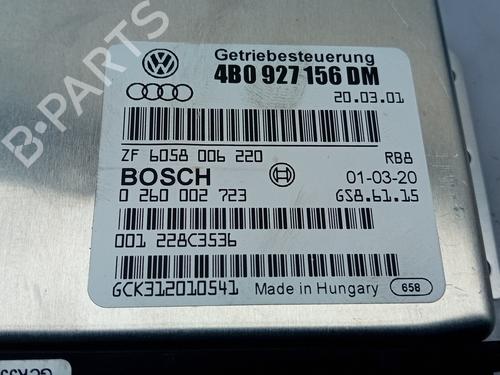 B-PARTS
Getriebesteuerung
4B0 927 156 DM
20.03.01
ZF 6058 006 220 RB8
BOSCH 01-03-20
0 260 002 723 GS8.61.15
001 228C3536
GCK312010541 Made in Hungary 658